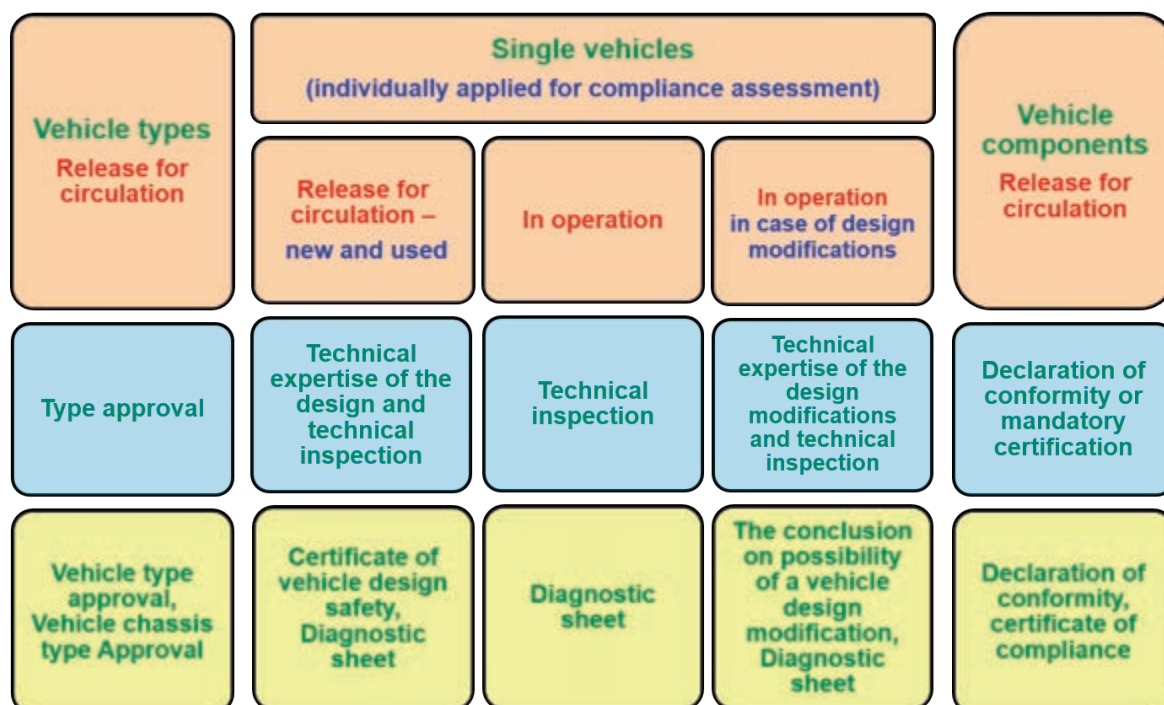 Vehicle types
Release for
circulation
Single vehicles
(individually applied for compliance assessment)
Release for
circulation –
new and used
In operation
In operation
in case of design
modifications
Vehicle
components
Release for
circulation
Type approval
Technical
expertise of the
design and
technical
inspection
Technical
inspection
Technical
expertise of the
design
modifications
and technical
inspection
Declaration of
conformity or
mandatory
certification
Vehicle type
approval,
Vehicle chassis
type Approval
Certificate of
vehicle design
safety,
Diagnostic
sheet
Diagnostic
sheet
The conclusion
on possibility
of a vehicle
design
modification,
Diagnostic
sheet
Declaration of
conformity,
certificate of
compliance